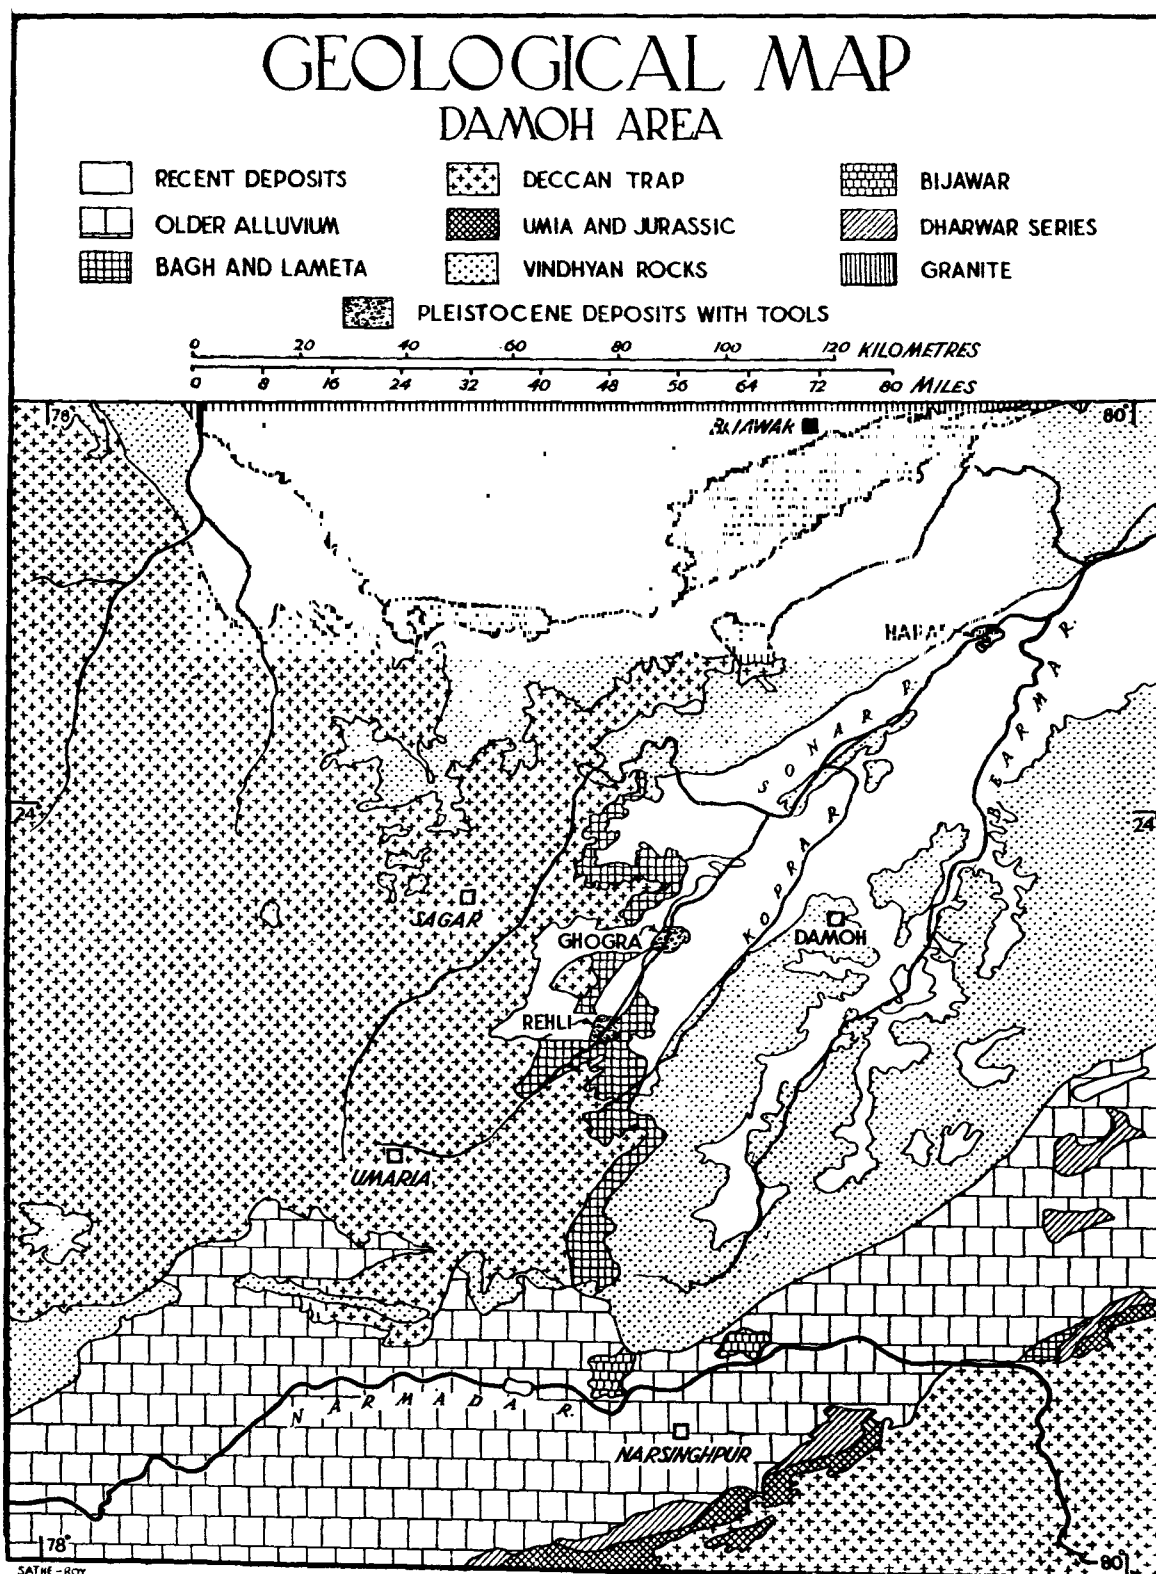 GEOLOGICAL MAP
DAMOH AREA
RECENT DEPOSITS
DECCAN TRAP
BIJAWAR
OLDER ALLUVIUM
UMIA AND JURASSIC
DHARWAR SERIES
BAGH AND LAMETA
VINDHYAN ROCKS
GRANITE
PLEISTOCENE DEPOSITS WITH TOOLS
0 20 40 60 80 100 120 KILOMETRES
0 8 16 24 32 40 48 56 64 72 80 MILES
78°
80°
SONAR R.
BEARMA R.
24
24
KOPRA R
SAGAR
GHOGRA
DAMOH
REHLI
UMARIA
NARMADA R.
NARSINGHPUR
78°
80°
SATHE-ROY